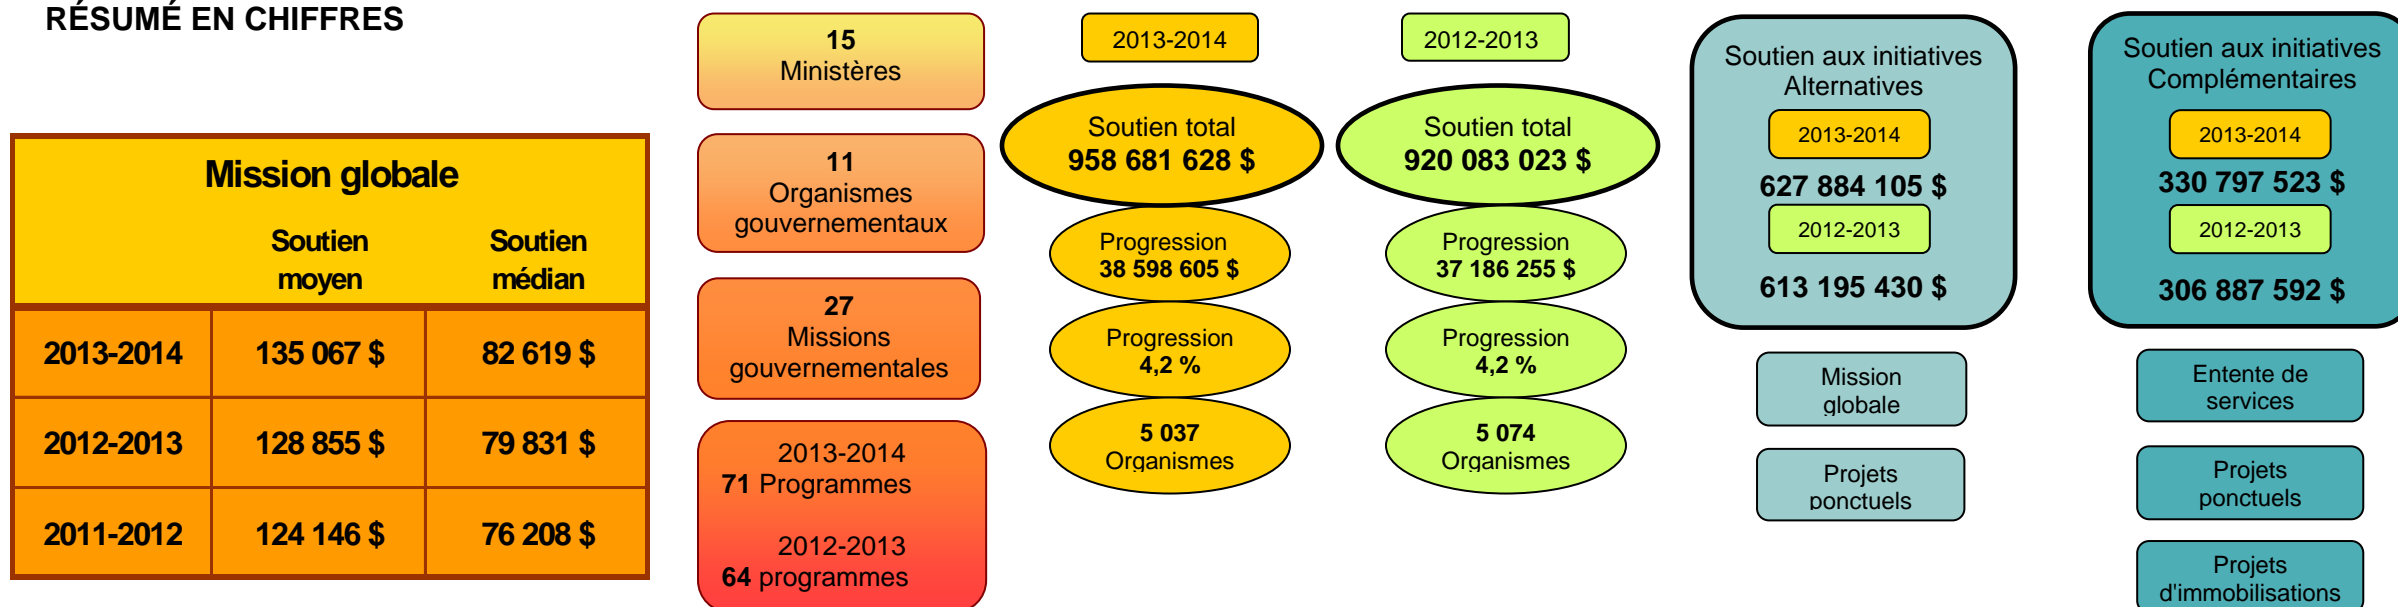 RÉSUMÉ EN CHIFFRES
Mission globale
Soutien moyen
Soutien médian
2013-2014 135 067 $ 82 619 $
2012-2013 128 855 $ 79 831 $
2011-2012 124 146 $ 76 208 $
15
Ministères
11
Organismes
gouvernementaux
27
Missions
gouvernementales
2013-2014
71 Programmes
2012-2013
64 programmes
2013-2014
Soutien total
958 681 628 $
Progression
38 598 605 $
Progression
4,2 %
5 037
Organismes
2012-2013
Soutien total
920 083 023 $
Progression
37 186 255 $
Progression
4,2 %
5 074
Organismes
Soutien aux initiatives
Alternatives
2013-2014
627 884 105 $
2012-2013
613 195 430 $
Mission
globale
Projets
ponctuels
Soutien aux initiatives
Complémentaires
2013-2014
330 797 523 $
2012-2013
306 887 592 $
Entente de
services
Projets
ponctuels
Projets
d'immobilisations